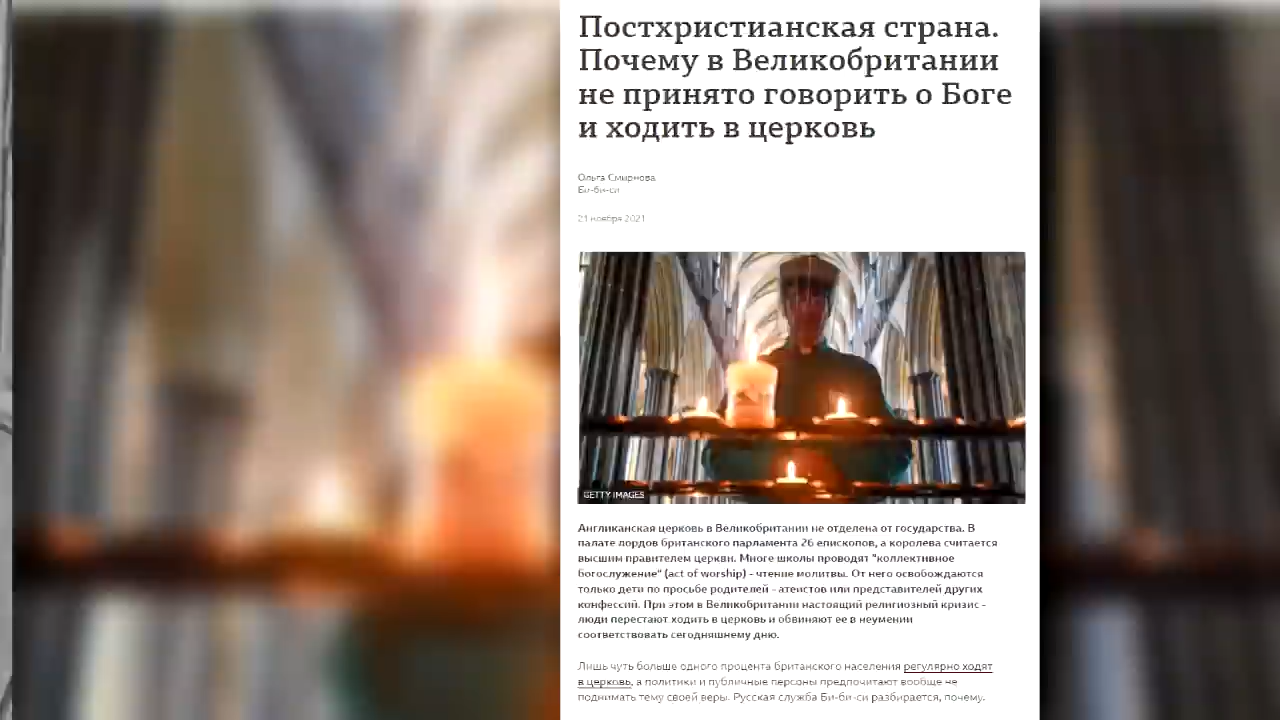 Постхристианская страна.
Почему в Великобритании
не принято говорить о Боге
и ходить в церковь
Ольга Смирнова
Би-би-си
21 ноября 2021
GETTY IMAGES
Англиканская церковь в Великобритании не отделена от государства. В
палате лордов британского парламента 26 епископов, а королева считается
высшим правителем церкви. Многе школы проводят "коллективное
богослужение" (act of worship) - чтение молитвы. От него освобождаются
только дети по просьбе родителей - атеистов или представителей других
конфессий. При этом в Великобритании настоящий религиозный кризис -
люди перестают ходить в церковь и обвиняют ее в неумении
соответствовать сегодняшнему дню.
Лишь чуть больше одного процента британского населения регулярно ходят
в церковь, а политики и публичные персоны предпочитают вообще не
поднимать тему своей веры. Русская служба Би-би-си разбирается, почему.